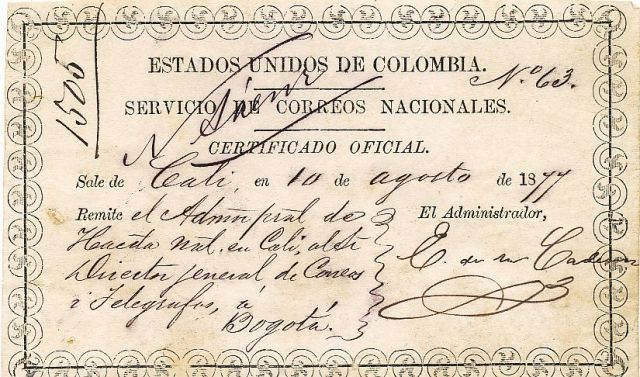 1505
ESTADOS UNIDOS DE COLOMBIA.
Nº 63.
SERVICIO DE CORREOS NACIONALES.
CERTIFICADO OFICIAL.
Sale de Cali, en 10 de agosto de 1877
Remite el Admor pral de
El Administrador,
Hacda Nal. en Cali, al Sr
Director general de Correos
i Telegrafos, á
Bogotá.